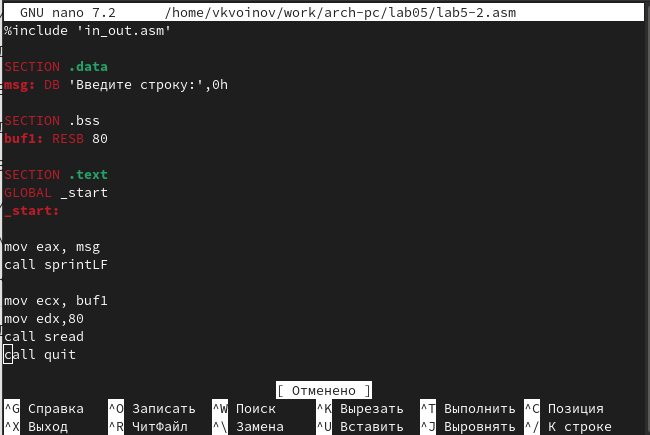 GNU nano 7.2 /home/vkvoinov/work/arch-pc/lab05/lab5-2.asm
%include 'in_out.asm'
SECTION .data
msg: DB 'Введите строку:',0h
SECTION .bss
buf1: RESB 80
SECTION .text
GLOBAL _start
_start:
mov eax, msg
call sprintLF
mov ecx, buf1
mov edx,80
call sread
call quit
[ Отменено ]
^G Справка ^O Записать ^W Поиск ^K Вырезать ^T Выполнить ^C Позиция
^X Выход ^R ЧитФайл ^\ Замена ^U Вставить ^J Выровнять ^/ К строке